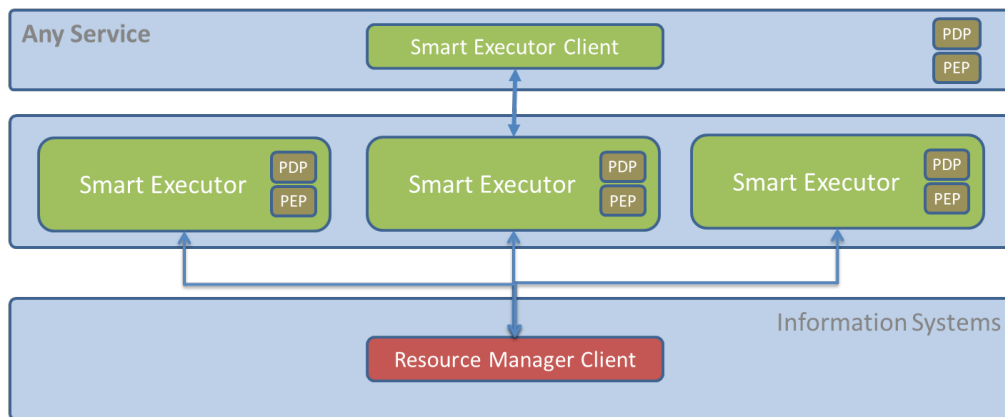 Any Service
Smart Executor Client
PDP
PEP
Smart Executor
PDP
PEP
Smart Executor
PDP
PEP
Smart Executor
PDP
PEP
Information Systems
Resource Manager Client